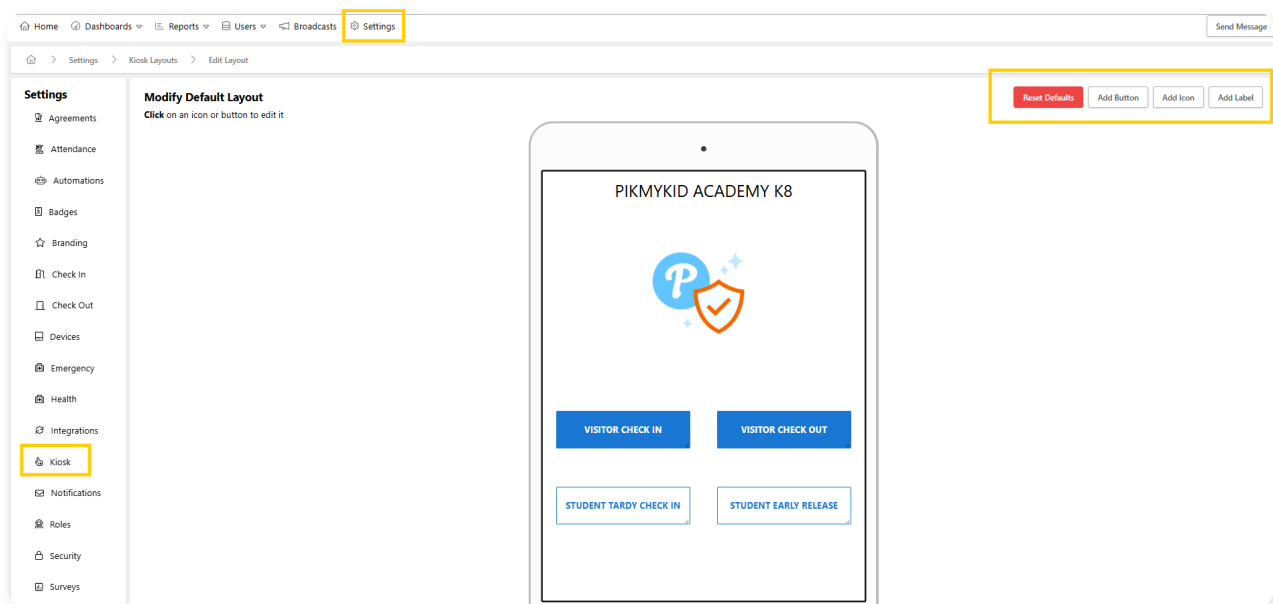 Home Dashboards Reports Users Broadcasts Settings Send Message
Settings Kiosk Layouts Edit Layout
Settings
Agreements
Attendance
Automations
Badges
Branding
Check In
Check Out
Devices
Emergency
Health
Integrations
Kiosk
Notifications
Roles
Security
Surveys
Modify Default Layout
Click on an icon or button to edit it
Reset Defaults Add Button Add Icon Add Label
PIKMYKID ACADEMY K8
P
VISITOR CHECK IN VISITOR CHECK OUT
STUDENT TARDY CHECK IN STUDENT EARLY RELEASE